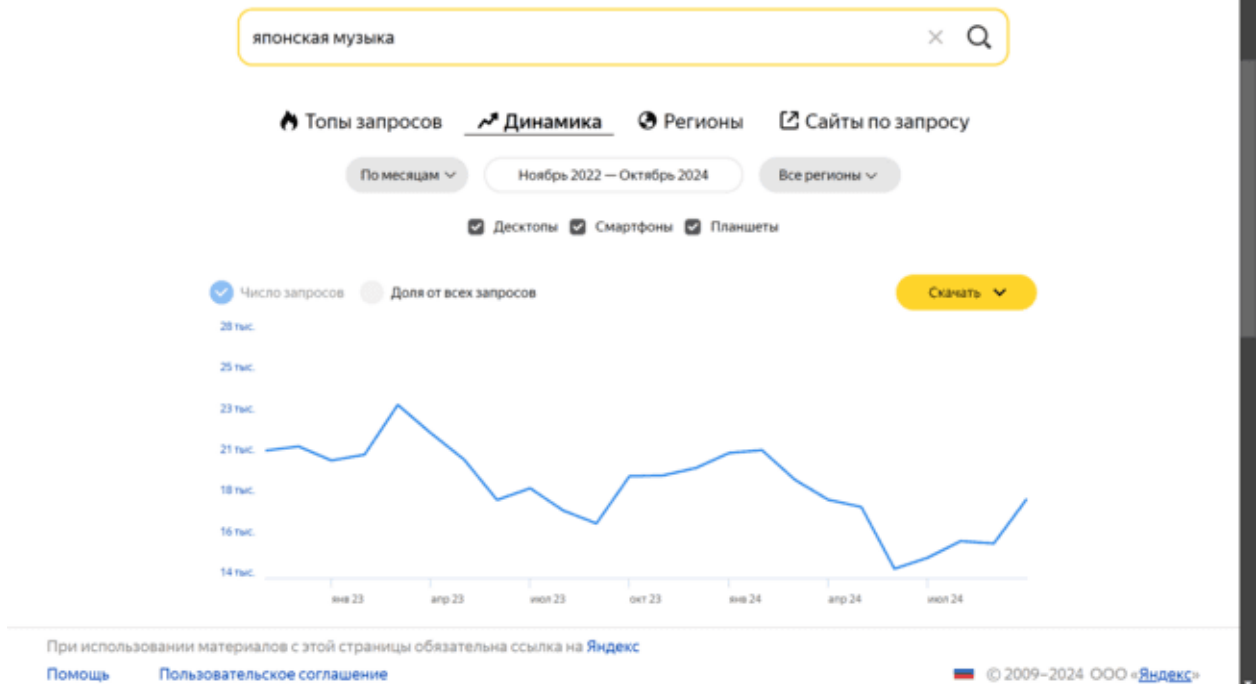 японская музыка
Топы запросов Динамика Регионы Сайты по запросу
По месяцам Ноябрь 2022 — Октябрь 2024 Все регионы
Десктопы Смартфоны Планшеты
Число запросов Доля от всех запросов Скачать
28 тыс.
25 тыс.
23 тыс.
21 тыс.
18 тыс.
16 тыс.
14 тыс.
янв 23 апр 23 июл 23 окт 23 янв 24 апр 24 июл 24
При использовании материалов с этой страницы обязательна ссылка на Яндекс
Помощь Пользовательское соглашение © 2009–2024 ООО «Яндекс»